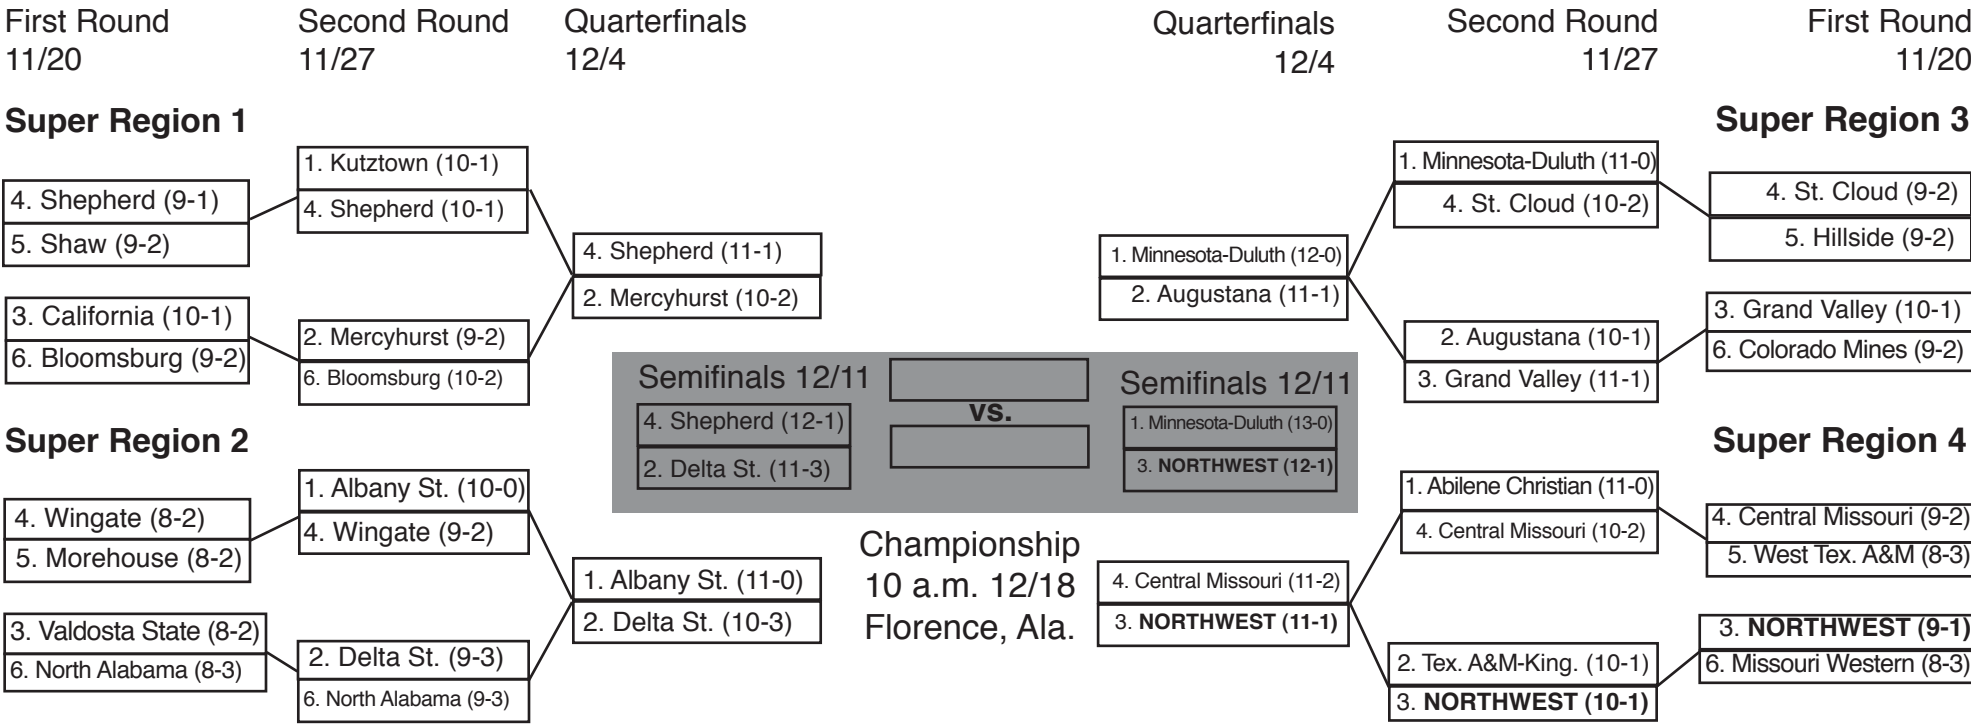 First Round
11/20
Second Round
11/27
Quarterfinals
12/4
Quarterfinals
12/4
Second Round
11/27
First Round
11/20
Super Region 1
4. Shepherd (9-1)
5. Shaw (9-2)
3. California (10-1)
6. Bloomsburg (9-2)
1. Kutztown (10-1)
4. Shepherd (10-1)
2. Mercyhurst (9-2)
6. Bloomsburg (10-2)
4. Shepherd (11-1)
2. Mercyhurst (10-2)
Super Region 2
4. Wingate (8-2)
5. Morehouse (8-2)
3. Valdosta State (8-2)
6. North Alabama (8-3)
1. Albany St. (10-0)
4. Wingate (9-2)
2. Delta St. (9-3)
6. North Alabama (9-3)
1. Albany St. (11-0)
2. Delta St. (10-3)
Semifinals 12/11
4. Shepherd (12-1)
2. Delta St. (11-3)
vs.
Semifinals 12/11
1. Minnesota-Duluth (13-0)
3. NORTHWEST (12-1)
Championship
10 a.m. 12/18
Florence, Ala.
Super Region 3
1. Minnesota-Duluth (12-0)
2. Augustana (11-1)
1. Minnesota-Duluth (11-0)
4. St. Cloud (10-2)
2. Augustana (10-1)
3. Grand Valley (11-1)
4. St. Cloud (9-2)
5. Hillside (9-2)
3. Grand Valley (10-1)
6. Colorado Mines (9-2)
Super Region 4
4. Central Missouri (11-2)
3. NORTHWEST (11-1)
1. Abilene Christian (11-0)
4. Central Missouri (10-2)
2. Tex. A&M-King. (10-1)
3. NORTHWEST (10-1)
4. Central Missouri (9-2)
5. West Tex. A&M (8-3)
3. NORTHWEST (9-1)
6. Missouri Western (8-3)